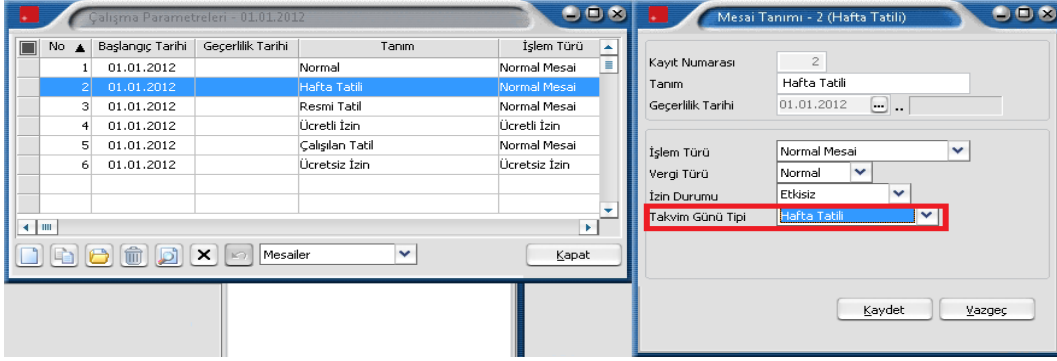 Çalışma Parametreleri - 01.01.2012
No Başlangıç Tarihi Geçerlilik Tarihi Tanım İşlem Türü
1 01.01.2012 Normal Normal Mesai
2 01.01.2012 Hafta Tatili Normal Mesai
3 01.01.2012 Resmi Tatil Normal Mesai
4 01.01.2012 Ücretli İzin Ücretli İzin
5 01.01.2012 Çalışılan Tatil Normal Mesai
6 01.01.2012 Ücretsiz İzin Ücretsiz İzin
Mesailer Kapat
Mesai Tanımı - 2 (Hafta Tatili)
Kayıt Numarası 2
Tanım Hafta Tatili
Geçerlilik Tarihi 01.01.2012 ... ..
İşlem Türü Normal Mesai
Vergi Türü Normal
İzin Durumu Etkisiz
Takvim Günü Tipi Hafta Tatili
Kaydet Vazgeç